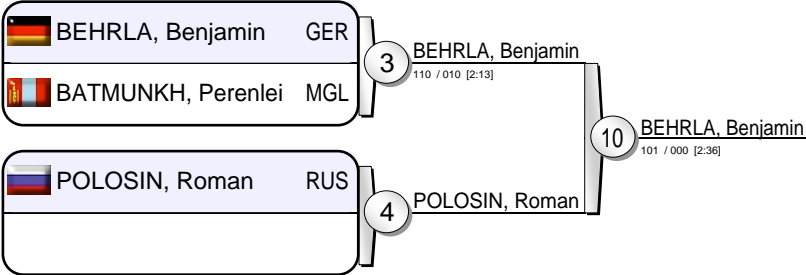 BEHRLA, Benjamin GER
BATMUNKH, Perenlei MGL
3
BEHRLA, Benjamin
110 / 010 [2:13]
10
BEHRLA, Benjamin
101 / 000 [2:36]
POLOSIN, Roman RUS
4
POLOSIN, Roman